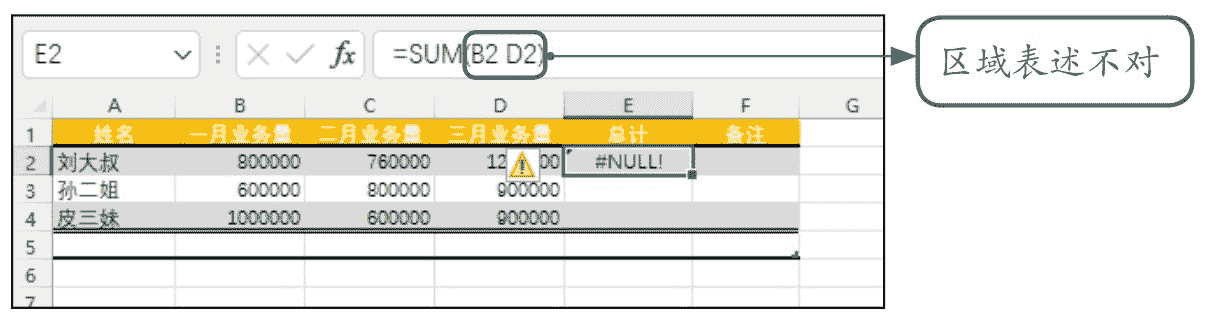 E2 fx =SUM(B2 D2) 区域表述不对
A B C D E F G
1 姓名 一月业务量 二月业务量 三月业务量 总计 备注
2 刘大叔 800000 760000 12 00 #NULL!
3 孙二姐 600000 800000 900000
4 皮三妹 1000000 600000 900000
5
6
7